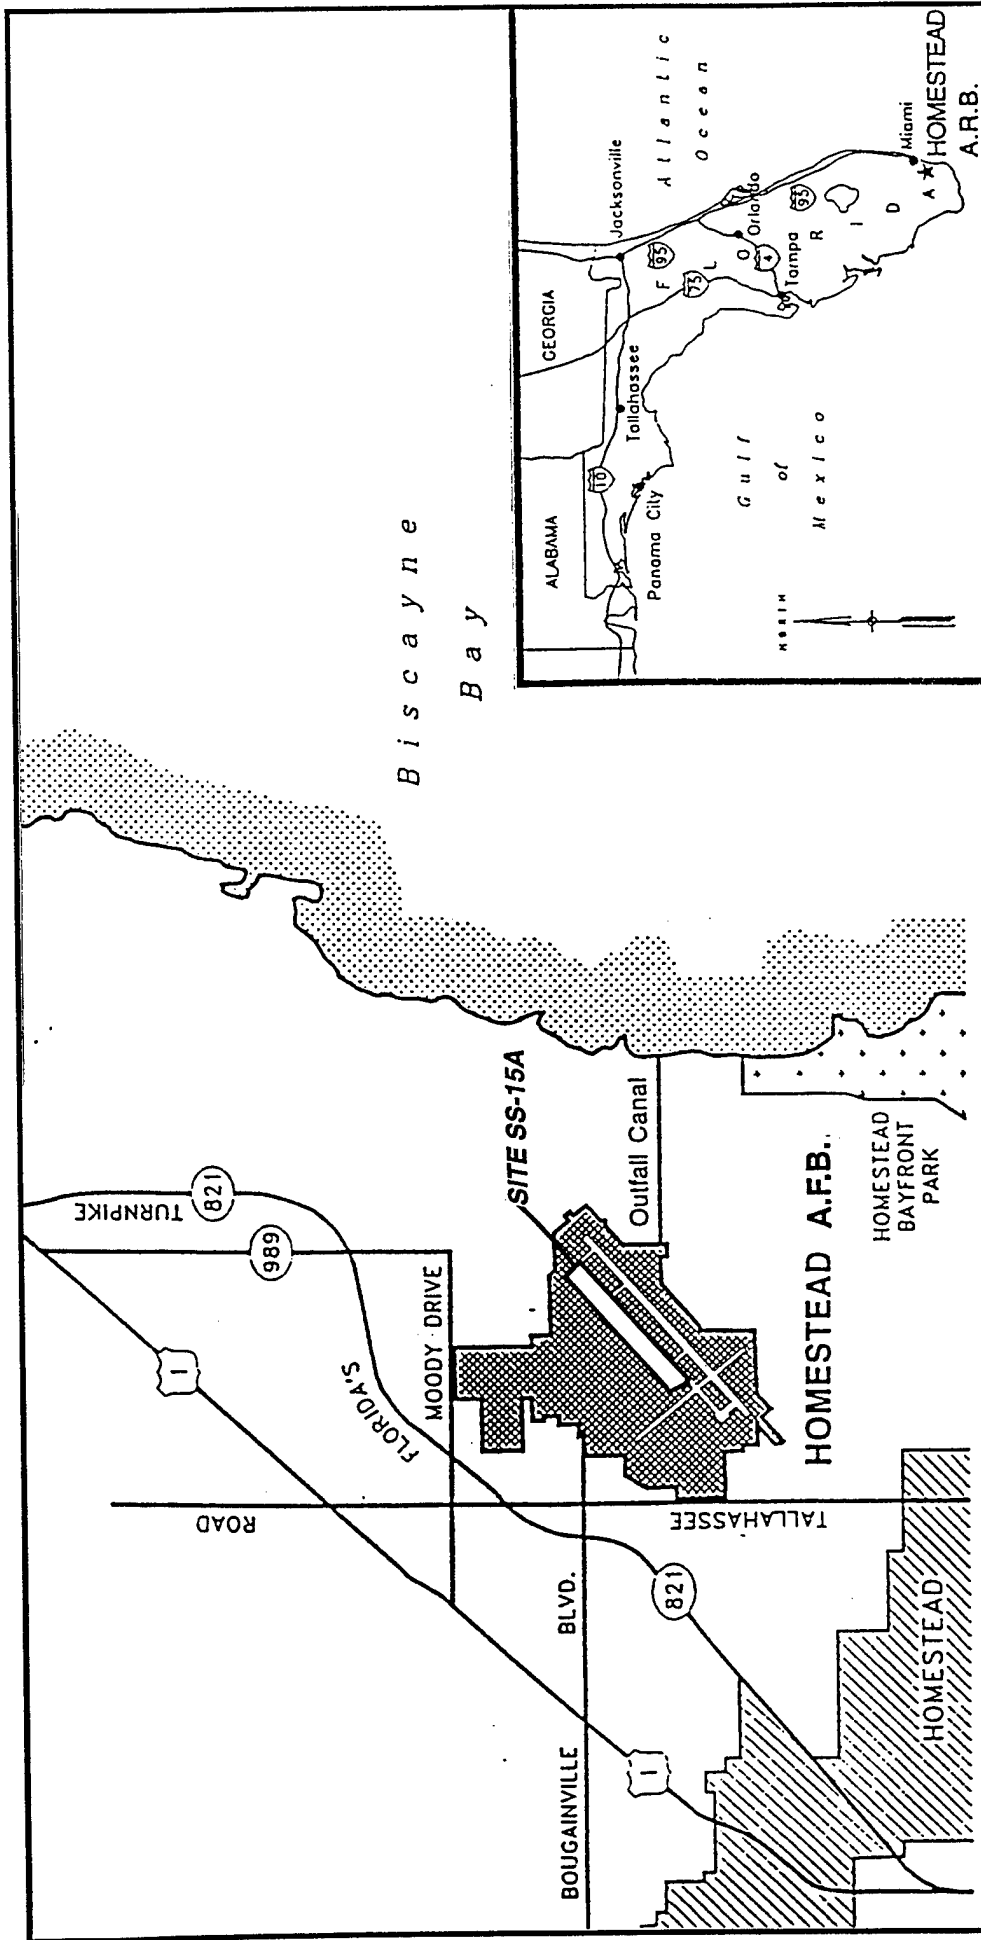 Biscayne
Bay
TURNPIKE
821
989
1
FLORIDA'S
MOODY DRIVE
ROAD
SITE SS-15A
Outfall Canal
BOUGAINVILLE
BLVD.
1
821
TALLAHASSEE
HOMESTEAD A.F.B.
HOMESTEAD
BAYFRONT
PARK
HOMESTEAD
ALABAMA
GEORGIA
Jacksonville
Atlantic
Ocean
10
Tallahassee
Panama City
95
75
4
95
FLORIDA
Orlando
Tampa
Miami
Gulf
of
Mexico
NORTH
HOMESTEAD
A.R.B.